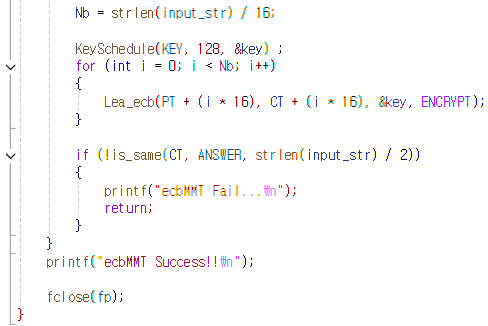 Nb = strlen(input_str) / 16;
KeySchedule(KEY, 128, &key) ;
for (int i = 0; i < Nb; i++)
{
Lea_ecb(PT + (i * 16), CT + (i * 16), &key, ENCRYPT);
}
if (!is_same(CT, ANSWER, strlen(input_str) / 2))
{
printf("ecbMMT Fail...₩n");
return;
}
}
printf("ecbMMT Success!!₩n");
fclose(fp);
}